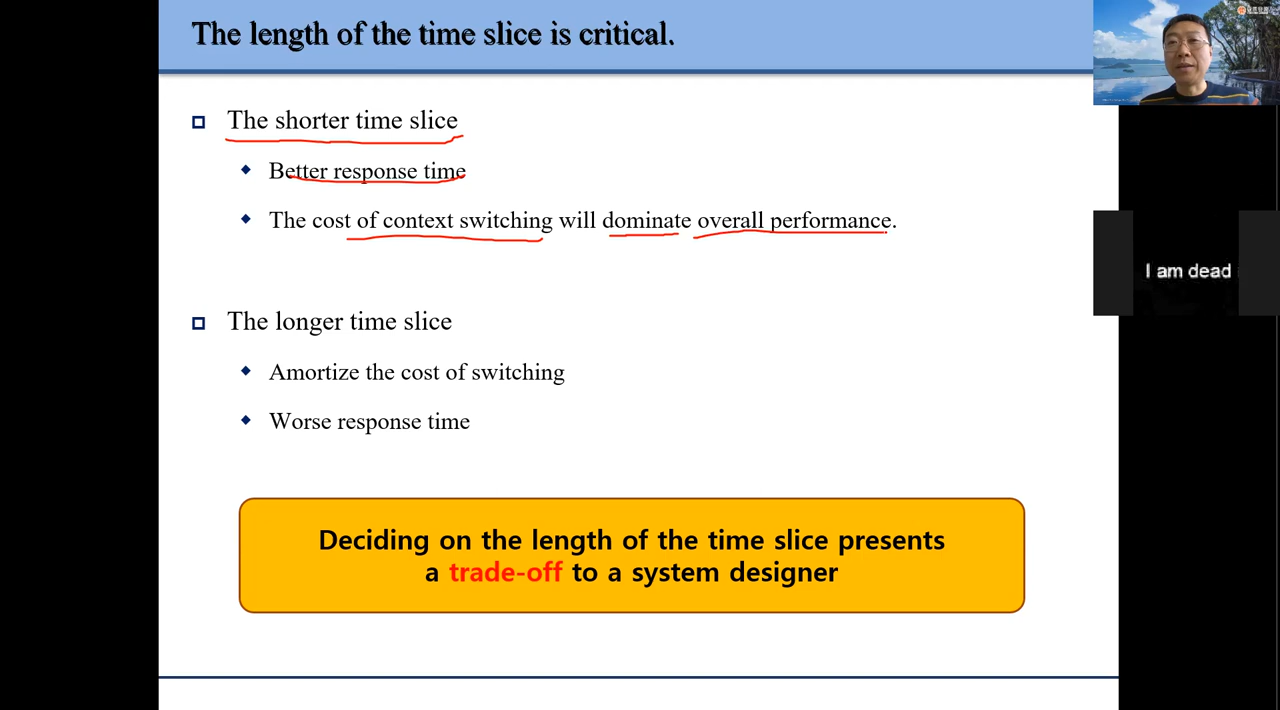 The length of the time slice is critical.
The shorter time slice
Better response time
The cost of context switching will dominate overall performance.
The longer time slice
Amortize the cost of switching
Worse response time
Deciding on the length of the time slice presents
a trade-off to a system designer
I am dead